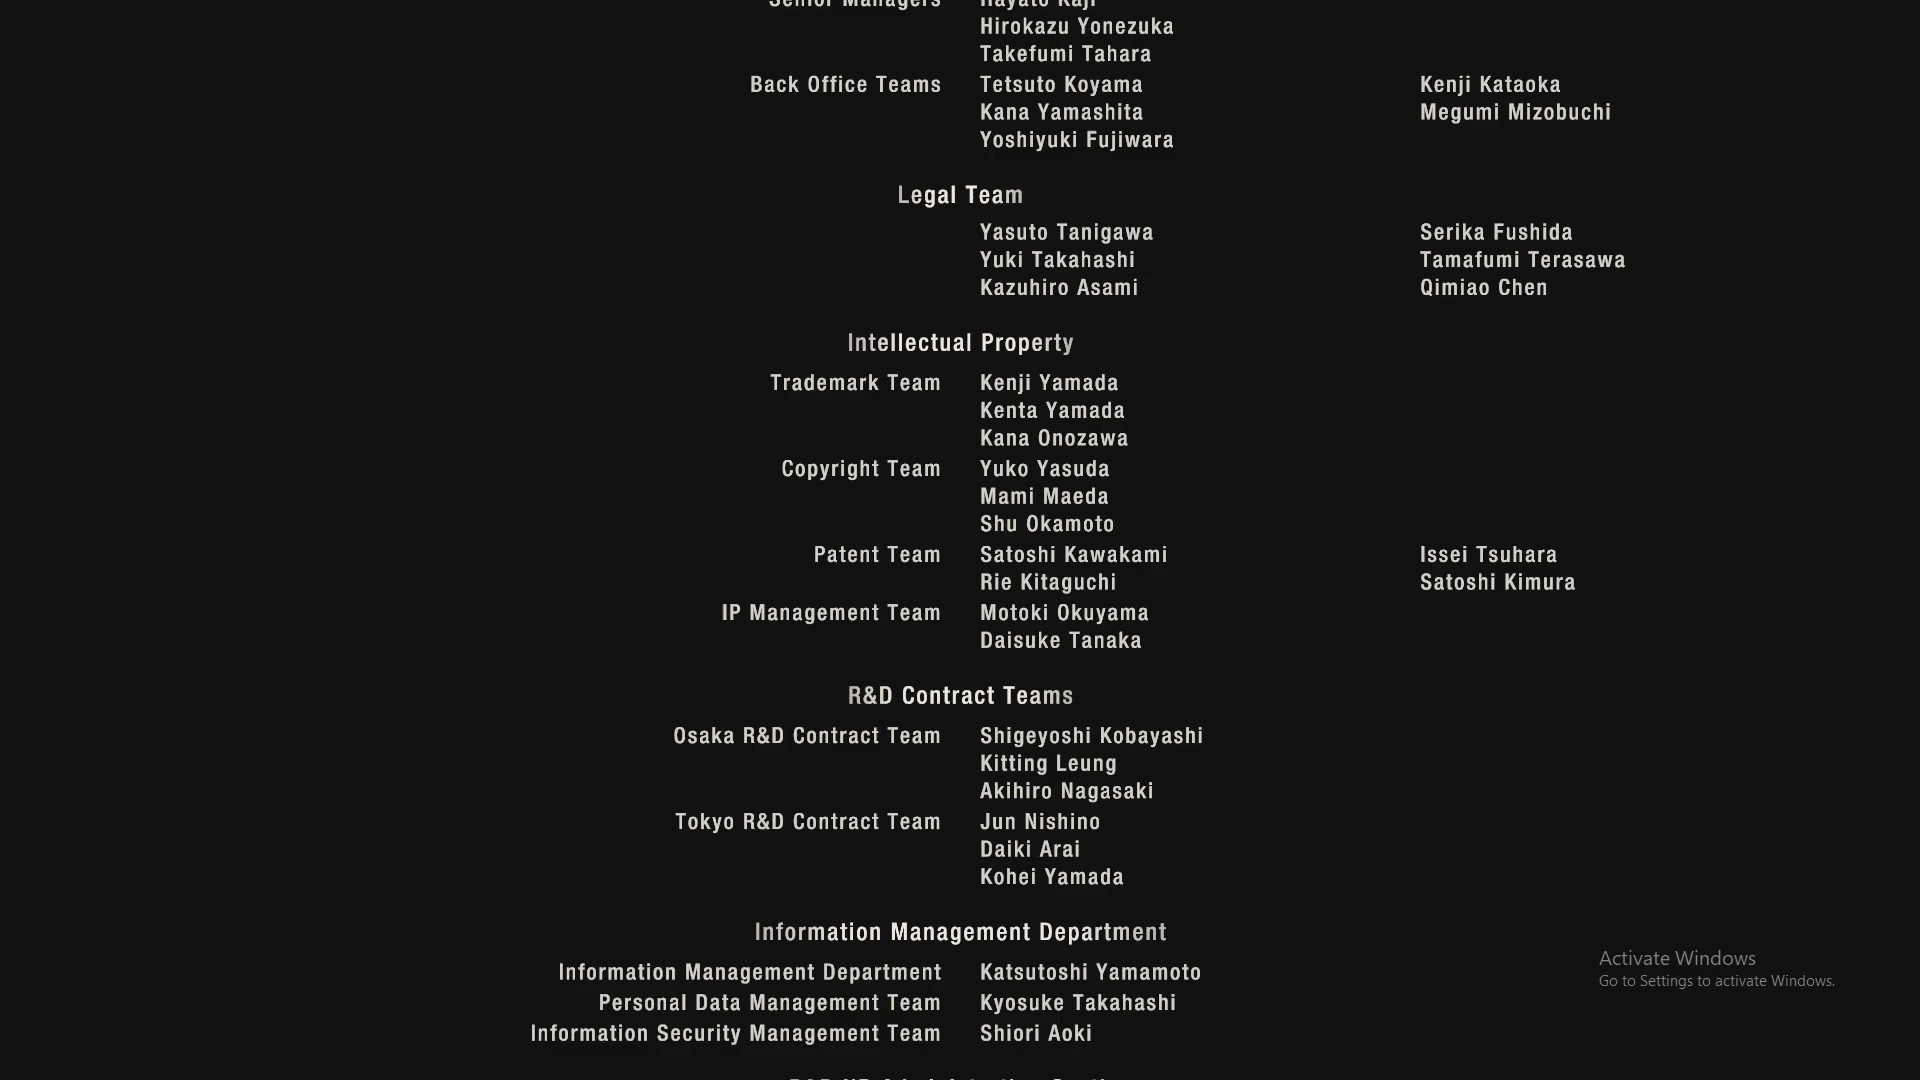 Senior Managers Hayato Kaji
Hirokazu Yonezuka
Takefumi Tahara
Back Office Teams Tetsuto Koyama Kenji Kataoka
Kana Yamashita Megumi Mizobuchi
Yoshiyuki Fujiwara
Legal Team
Yasuto Tanigawa Serika Fushida
Yuki Takahashi Tamafumi Terasawa
Kazuhiro Asami Qimiao Chen
Intellectual Property
Trademark Team Kenji Yamada
Kenta Yamada
Kana Onozawa
Copyright Team Yuko Yasuda
Mami Maeda
Shu Okamoto
Patent Team Satoshi Kawakami Issei Tsuhara
Rie Kitaguchi Satoshi Kimura
IP Management Team Motoki Okuyama
Daisuke Tanaka
R&D Contract Teams
Osaka R&D Contract Team Shigeyoshi Kobayashi
Kitting Leung
Akihiro Nagasaki
Tokyo R&D Contract Team Jun Nishino
Daiki Arai
Kohei Yamada
Information Management Department
Information Management Department Katsutoshi Yamamoto
Personal Data Management Team Kyosuke Takahashi
Information Security Management Team Shiori Aoki
Activate Windows
Go to Settings to activate Windows.